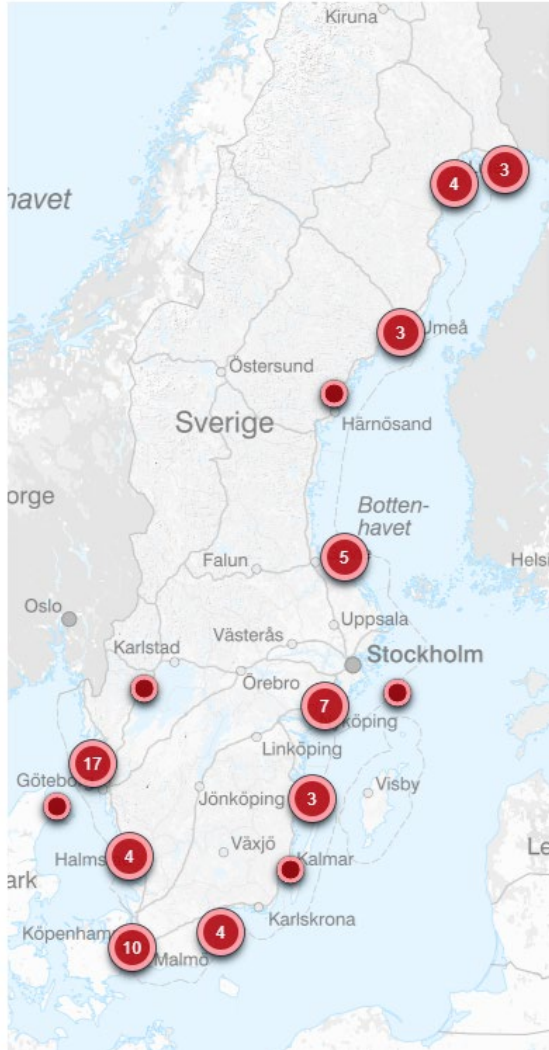 Kiruna
3
4
havet
3
Umeå
Östersund
Härnösand
Sverige
orge
Botten-
havet
5
Falun
Helsi
Oslo
Uppsala
Västerås
Karlstad
Stockholm
Örebro
7
köping
Linköping
17
Götebo
Visby
Jönköping
3
Växjö
Le
4
Halms
Kalmar
ark
Karlskrona
4
Köpenham
10
Malmö